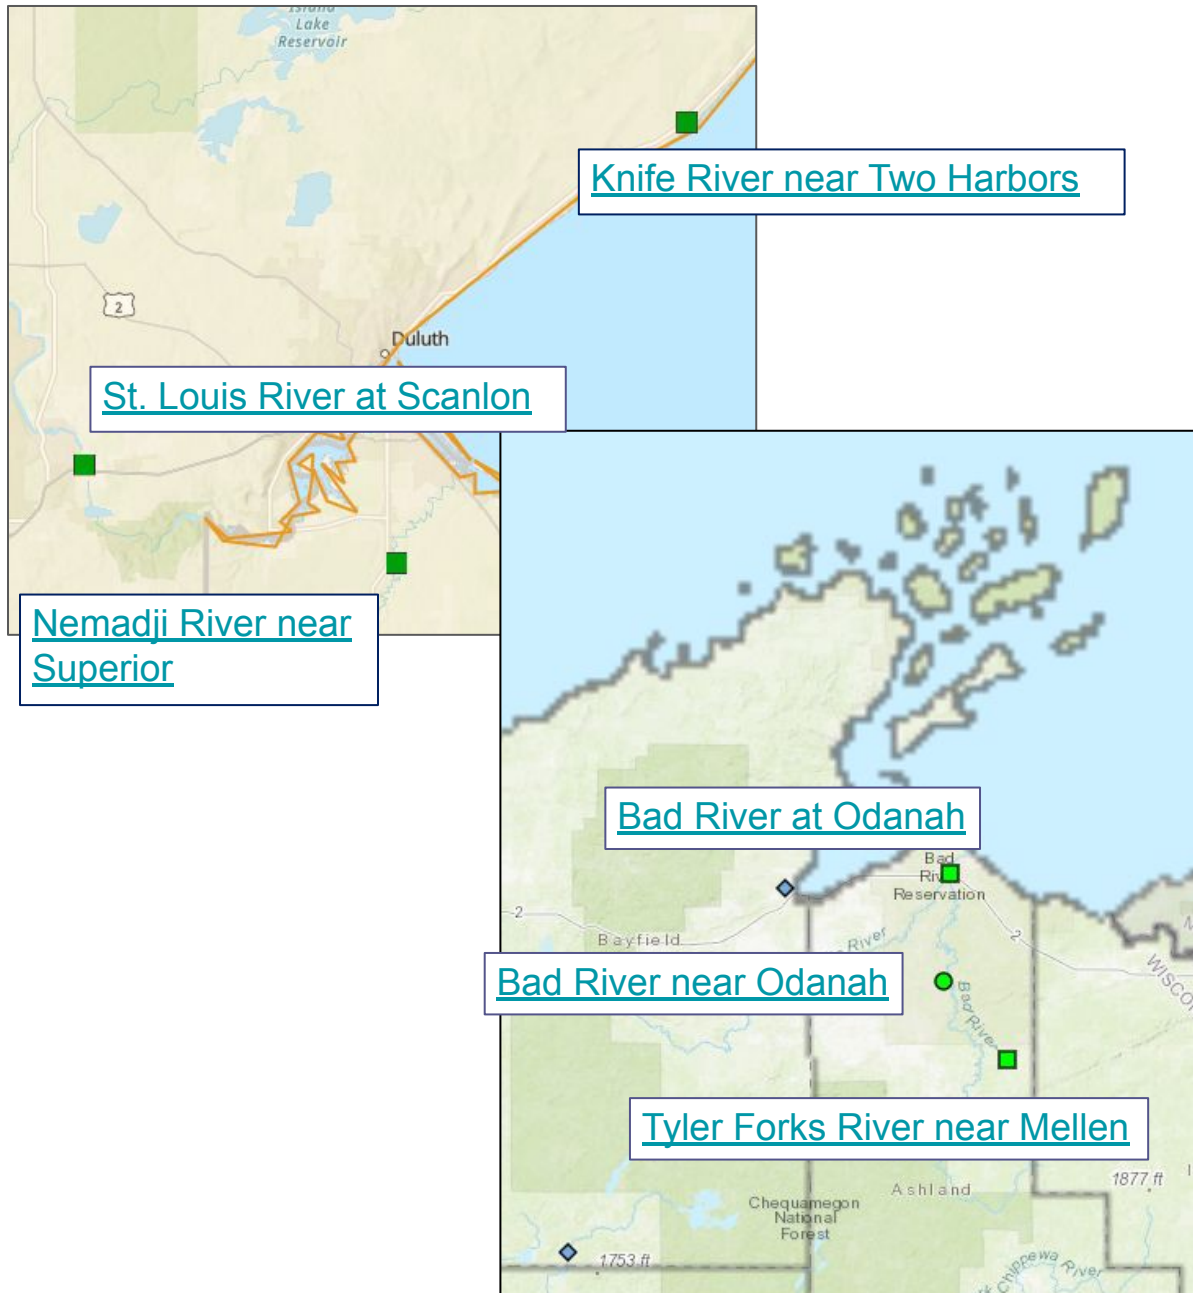 Island
Lake
Reservoir
Knife River near Two Harbors
2
Duluth
St. Louis River at Scanlon
Nemadji River near
Superior
Bad River at Odanah
Bad
Reservation
2
Bayfield
River
2
Bad River near Odanah
Bad River
Tyler Forks River near Mellen
1877 ft
Ashland
Chequamegon
National
Forest
1753 ft
Chippewa River